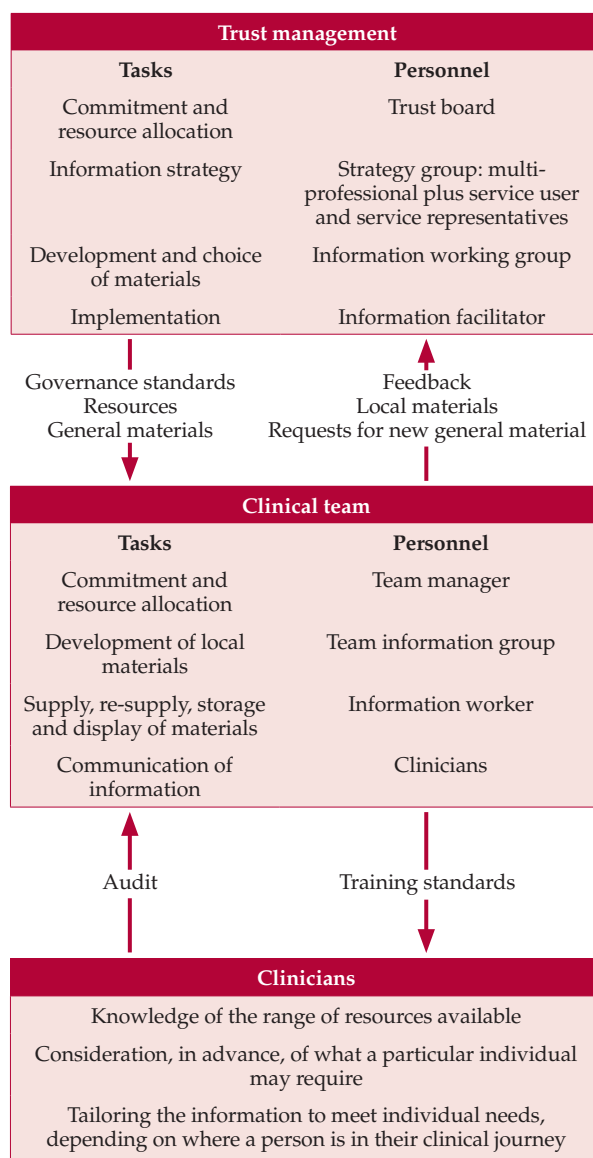 Trust management
Tasks
Personnel
Commitment and
resource allocation
Trust board
Information strategy
Strategy group: multi-
professional plus service user
and service representatives
Development and choice
of materials
Information working group
Implementation
Information facilitator
Governance standards
Resources
General materials
Feedback
Local materials
Requests for new general material
Clinical team
Tasks
Personnel
Commitment and
resource allocation
Team manager
Development of local
materials
Team information group
Supply, re-supply, storage
and display of materials
Information worker
Communication of
information
Clinicians
Audit
Training standards
Clinicians
Knowledge of the range of resources available
Consideration, in advance, of what a particular individual
may require
Tailoring the information to meet individual needs,
depending on where a person is in their clinical journey